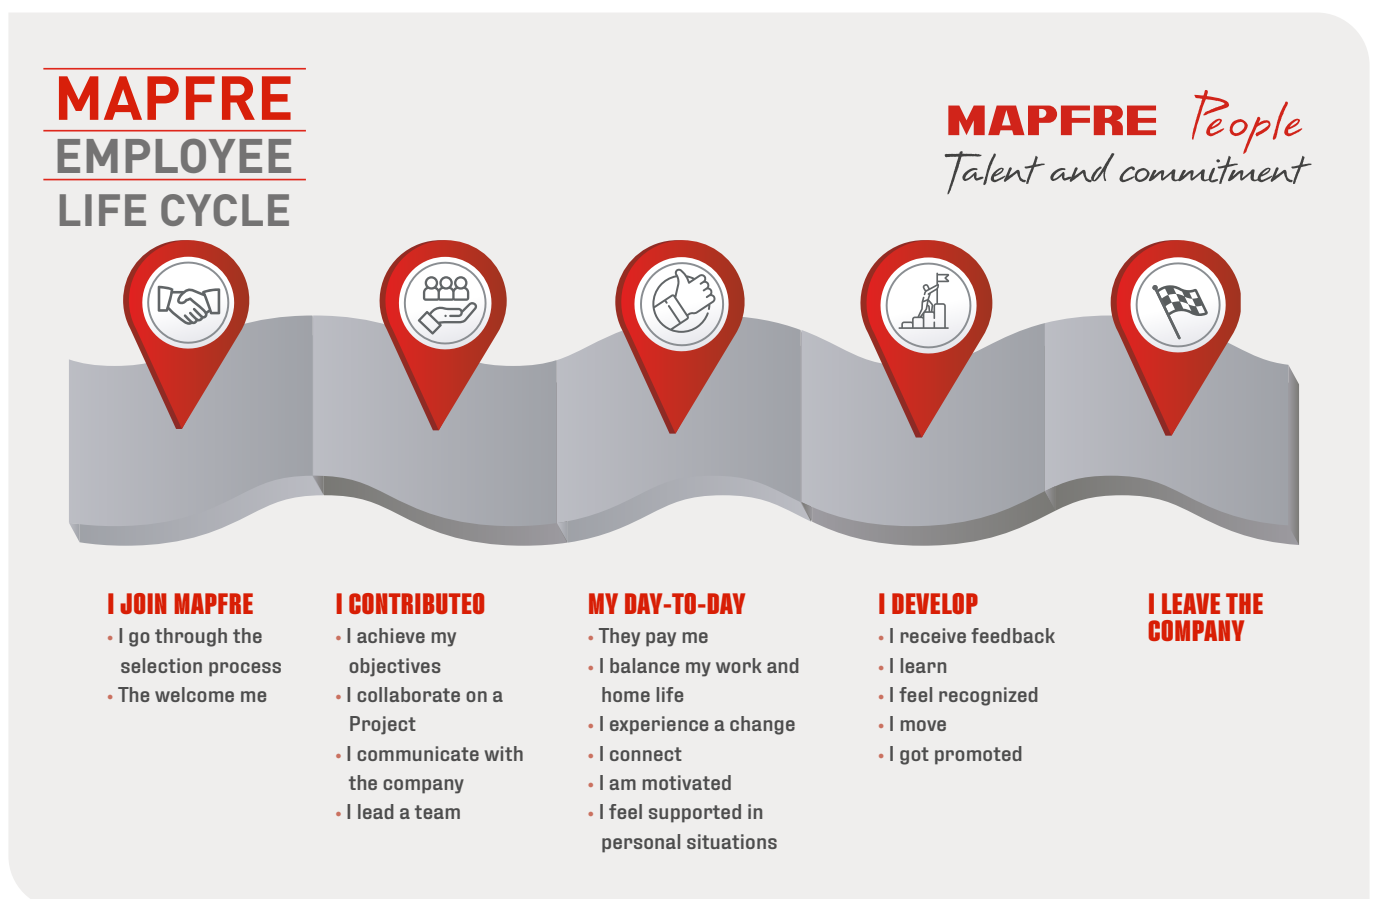 MAPFRE
EMPLOYEE
LIFE CYCLE
MAPFRE People
Talent and commitment
I JOIN MAPFRE
• I go through the
selection process
• The welcome me
I CONTRIBUTEO
• I achieve my
objectives
• I collaborate on a
Project
• I communicate with
the company
• I lead a team
MY DAY-TO-DAY
• They pay me
• I balance my work and
home life
• I experience a change
• I connect
• I am motivated
• I feel supported in
personal situations
I DEVELOP
• I receive feedback
• I learn
• I feel recognized
• I move
• I got promoted
I LEAVE THE
COMPANY